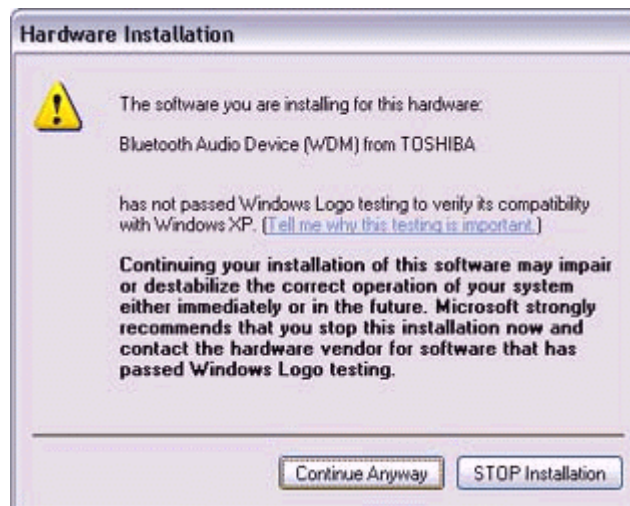 Hardware Installation
The software you are installing for this hardware:
Bluetooth Audio Device (WDM) from TOSHIBA
has not passed Windows Logo testing to verify its compatibility
with Windows XP. (Tell me why this testing is important.)
Continuing your installation of this software may impair
or destabilize the correct operation of your system
either immediately or in the future. Microsoft strongly
recommends that you stop this installation now and
contact the hardware vendor for software that has
passed Windows Logo testing.
Continue Anyway
STOP Installation